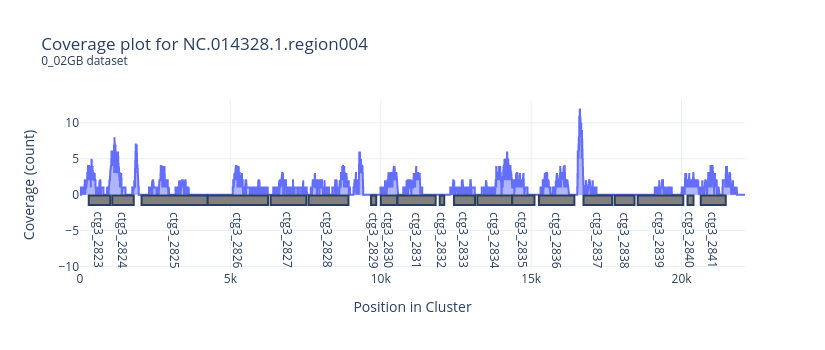 Coverage plot for NC.014328.1.region004
0_02GB dataset
Coverage (count)
10
5
0
−5
−10
ctg3_2823
ctg3_2824
ctg3_2825
ctg3_2826
ctg3_2827
ctg3_2828
ctg3_2829
ctg3_2830
ctg3_2831
ctg3_2832
ctg3_2833
ctg3_2834
ctg3_2835
ctg3_2836
ctg3_2837
ctg3_2838
ctg3_2839
ctg3_2840
ctg3_2841
0
5k
10k
15k
20k
Position in Cluster